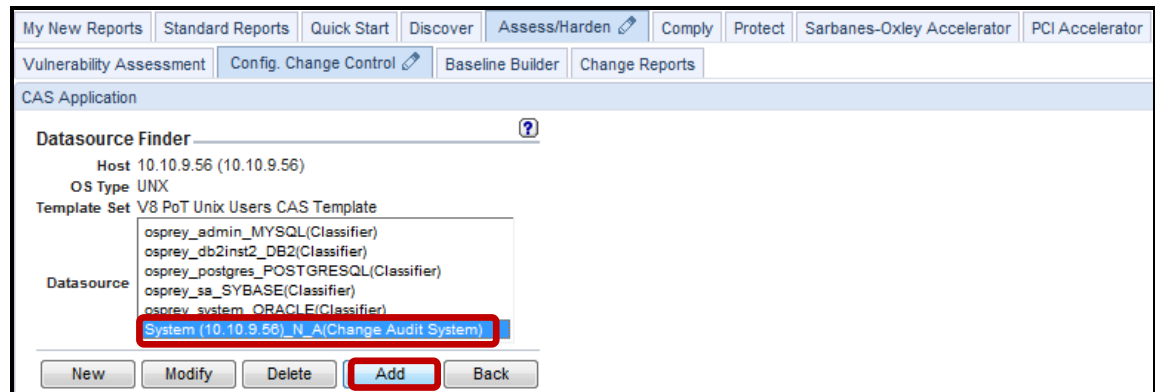 My New Reports Standard Reports Quick Start Discover Assess/Harden Comply Protect Sarbanes-Oxley Accelerator PCI Accelerator
Vulnerability Assessment Config. Change Control Baseline Builder Change Reports
CAS Application
Datasource Finder ?
Host 10.10.9.56 (10.10.9.56)
OS Type UNX
Template Set V8 PoT Unix Users CAS Template
osprey_admin_MYSQL(Classifier)
osprey_db2inst2_DB2(Classifier)
osprey_postgres_POSTGRESQL(Classifier)
Datasource
osprey_sa_SYBASE(Classifier)
osprey_system_ORACLE(Classifier)
System (10.10.9.56)_N_A(Change Audit System)
New Modify Delete Add Back